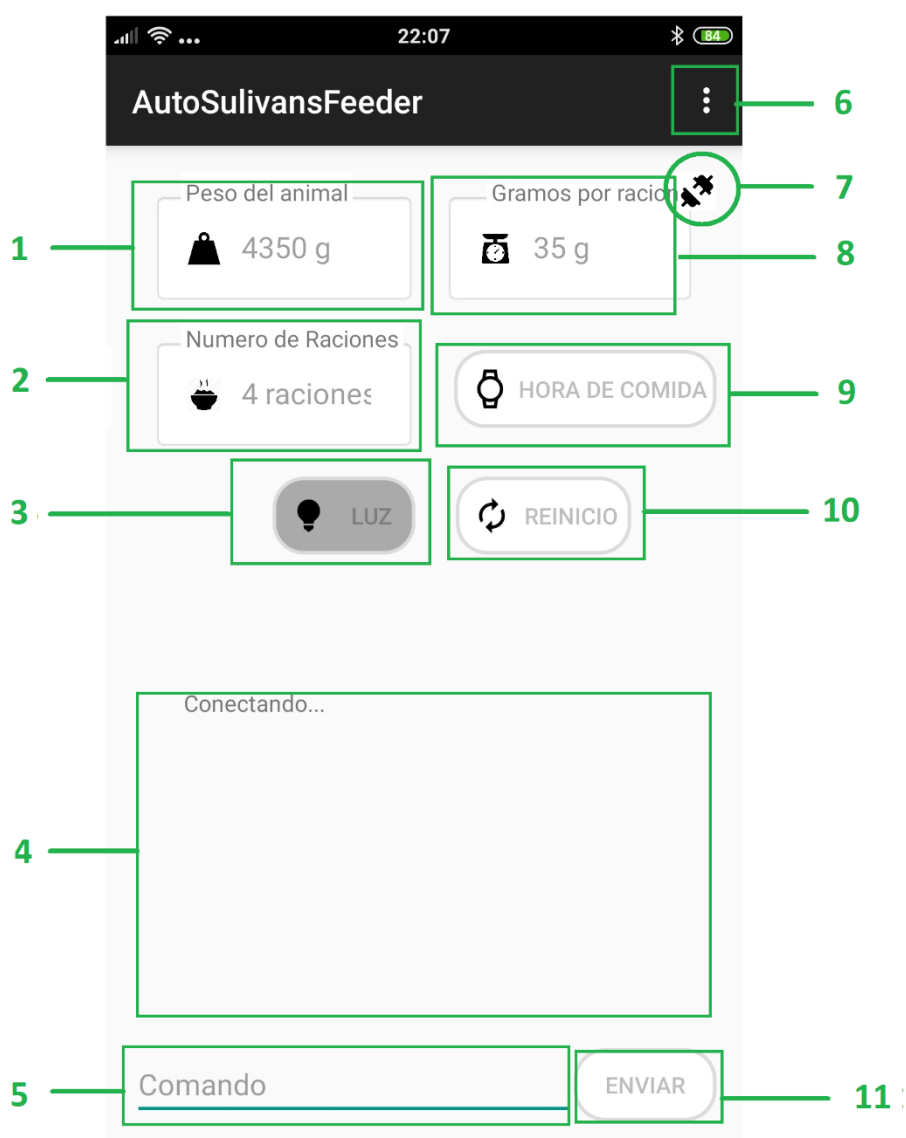 ... 22:07 84
AutoSulivansFeeder
6
Peso del animal
Gramos por racion
7
1
4350 g
35 g
8
Numero de Raciones
2
4 raciones
HORA DE COMIDA
9
3
LUZ
REINICIO
10
Conectando...
4
5
Comando
ENVIAR
11